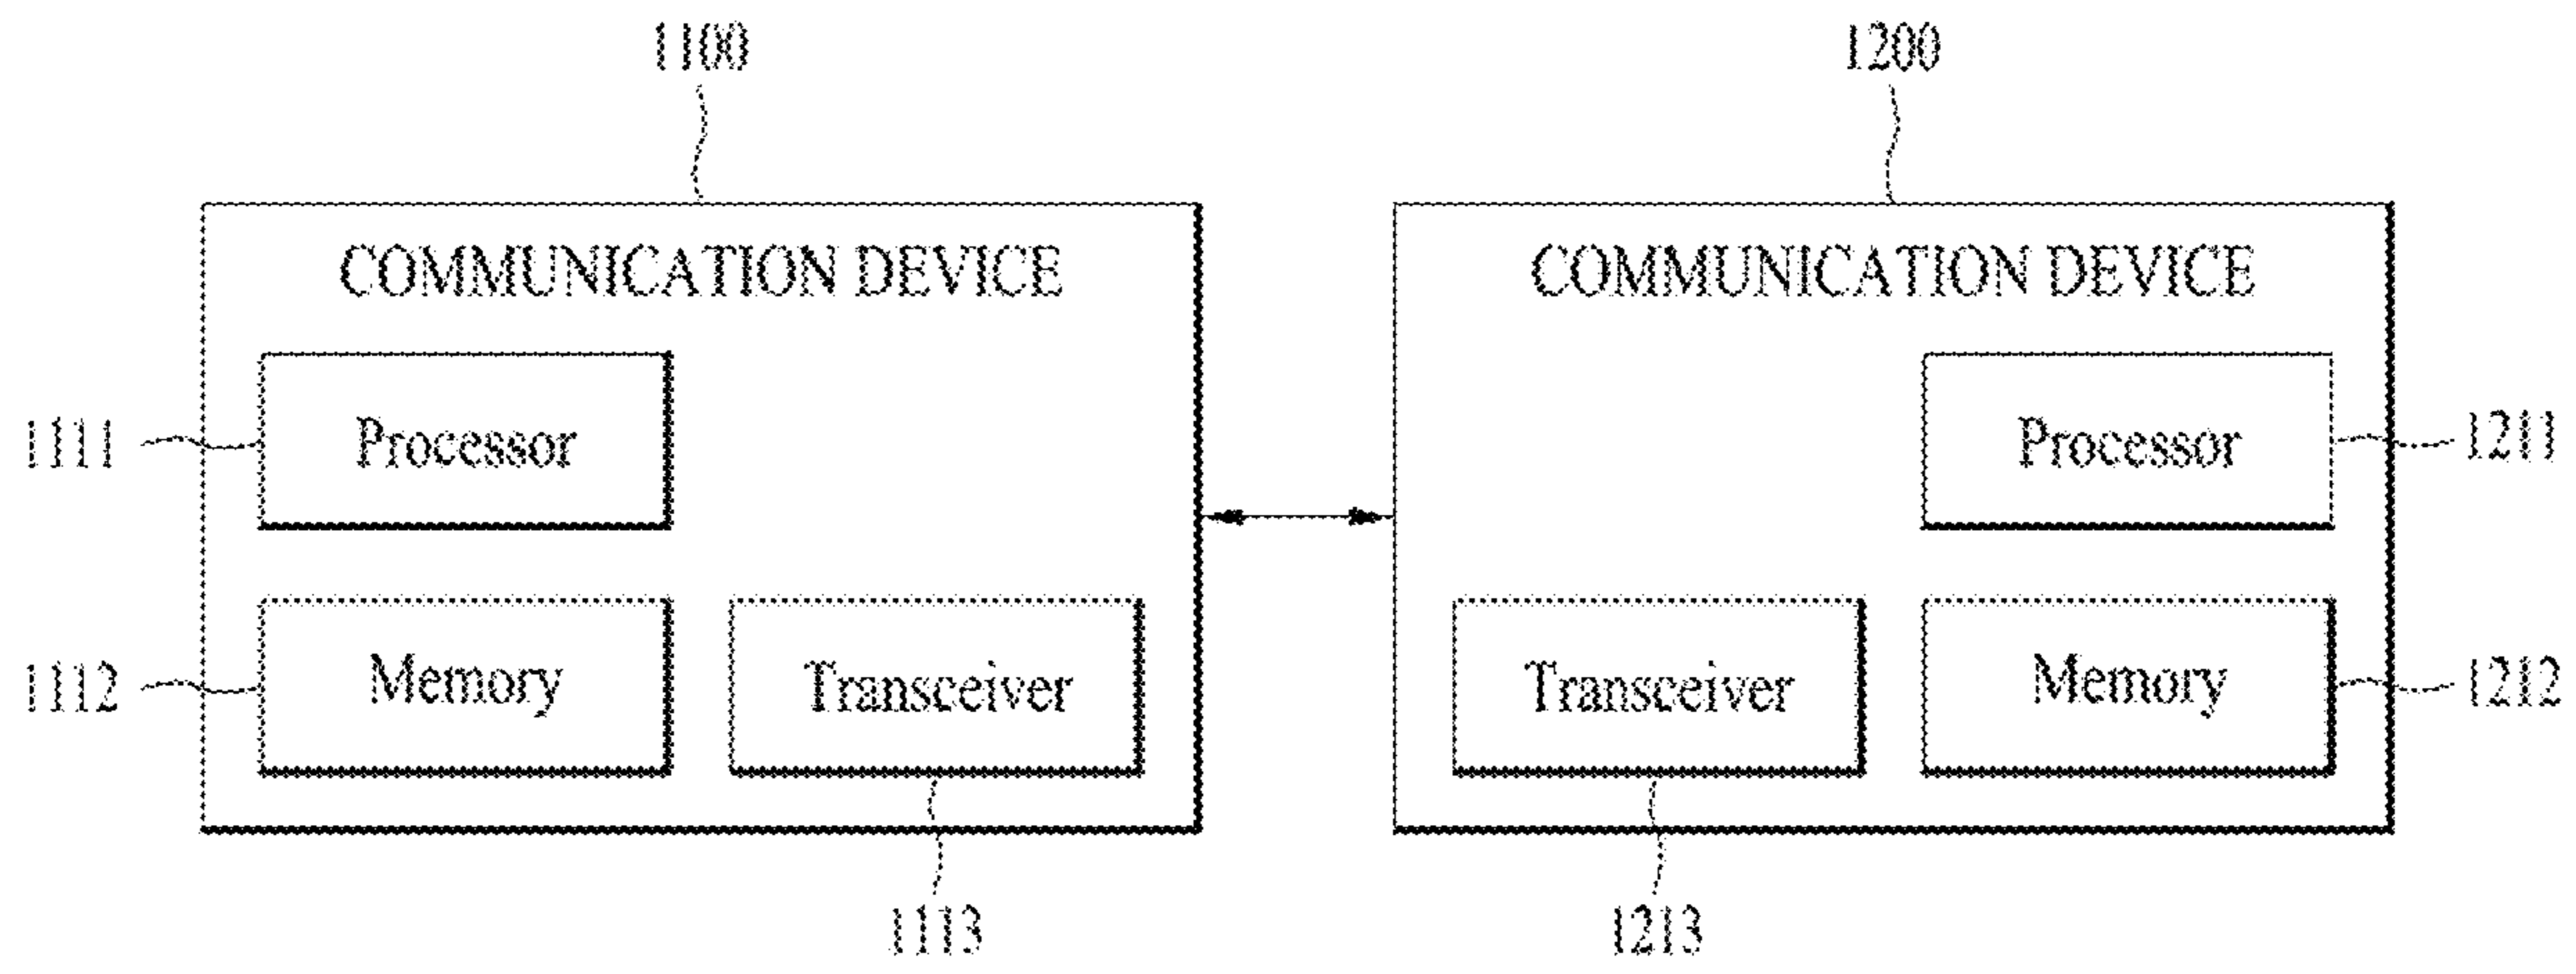 1100 1200
COMMUNICATION DEVICE COMMUNICATION DEVICE
1111 Processor Processor 1211
1112 Memory Transceiver Transceiver Memory 1212
1113 1213